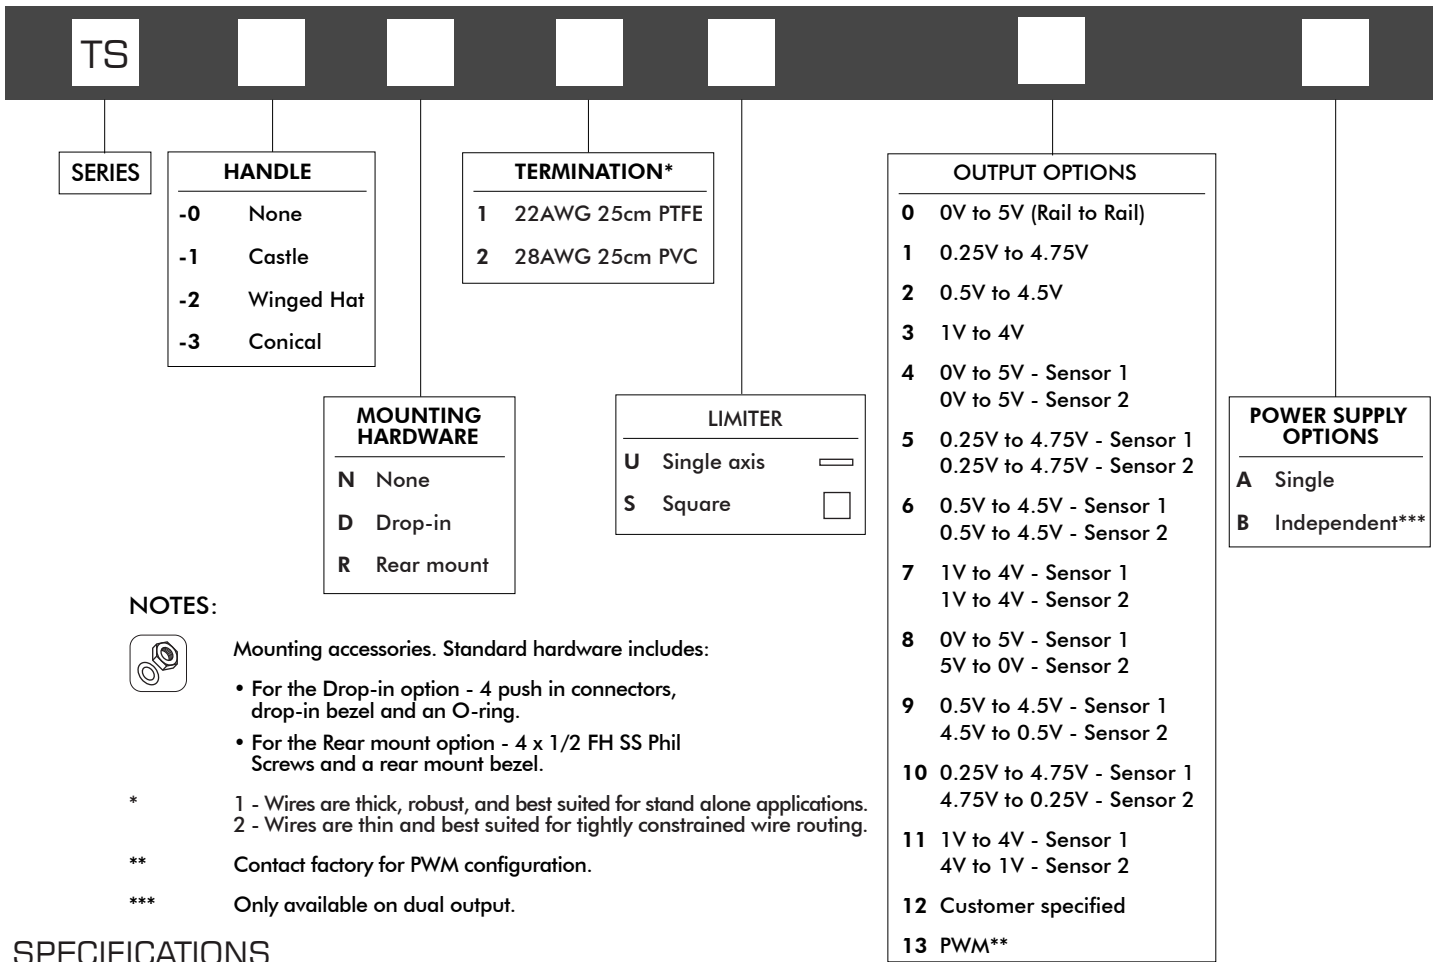 TS
SERIES
HANDLE
-0 None
-1 Castle
-2 Winged Hat
-3 Conical
MOUNTING
HARDWARE
N None
D Drop-in
R Rear mount
TERMINATION*
1 22AWG 25cm PTFE
2 28AWG 25cm PVC
LIMITER
U Single axis
S Square
OUTPUT OPTIONS
0 0V to 5V (Rail to Rail)
1 0.25V to 4.75V
2 0.5V to 4.5V
3 1V to 4V
4 0V to 5V - Sensor 1
0V to 5V - Sensor 2
5 0.25V to 4.75V - Sensor 1
0.25V to 4.75V - Sensor 2
6 0.5V to 4.5V - Sensor 1
0.5V to 4.5V - Sensor 2
7 1V to 4V - Sensor 1
1V to 4V - Sensor 2
8 0V to 5V - Sensor 1
5V to 0V - Sensor 2
9 0.5V to 4.5V - Sensor 1
4.5V to 0.5V - Sensor 2
10 0.25V to 4.75V - Sensor 1
4.75V to 0.25V - Sensor 2
11 1V to 4V - Sensor 1
4V to 1V - Sensor 2
12 Customer specified
13 PWM**
POWER SUPPLY
OPTIONS
A Single
B Independent***
NOTES:
Mounting accessories. Standard hardware includes:
• For the Drop-in option - 4 push in connectors,
drop-in bezel and an O-ring.
• For the Rear mount option - 4 x 1/2 FH SS Phil
Screws and a rear mount bezel.
* 1 - Wires are thick, robust, and best suited for stand alone applications.
2 - Wires are thin and best suited for tightly constrained wire routing.
** Contact factory for PWM configuration.
*** Only available on dual output.
SPECIFICATIONS